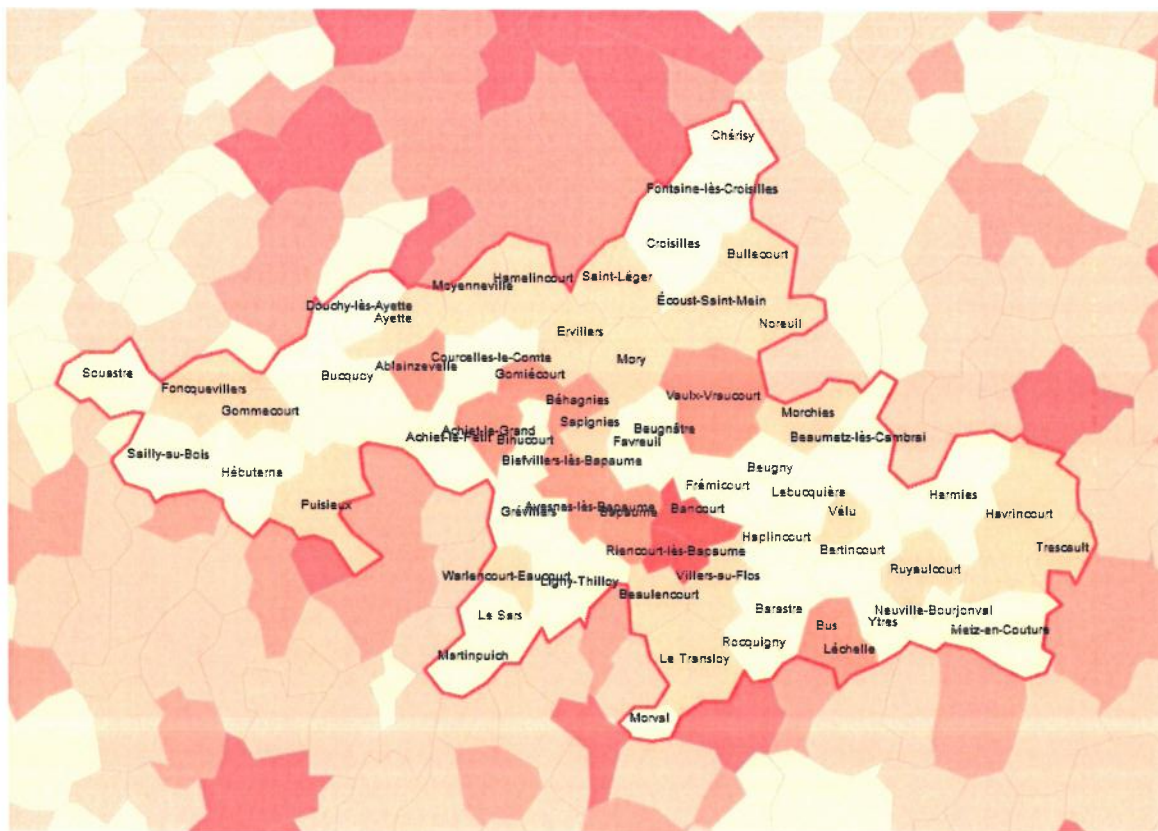 Chérisy
Fontaine-lès-Croisilles
Croisilles
Bullecourt
Hamelincourt
Saint-Léger
Moyenneville
Écoust-Saint-Mein
Douchy-lès-Ayette
Ayette
Noreuil
Ervillers
Courcelles-le-Comte
Mory
Ablainzevelle
Souastre
Bucquoy
Gomiécourt
Foncquevillers
Vaulx-Vraucourt
Béhagnies
Gommecourt
Morchies
Sapignies
Achiet-le-Grand
Beugnâtre
Achiet-le-Petit
Bihucourt
Favreuil
Beaumetz-lès-Cambrai
Sailly-au-Bois
Biefvillers-lès-Bapaume
Hébuterne
Beugny
Frémicourt
Lebucquière
Hermies
Puisieux
Avesnes-lès-Bapaume
Grévillers
Bapaume
Bancourt
Vélu
Havrincourt
Haplincourt
Riencourt-lès-Bapaume
Bertincourt
Trescault
Ruyaulcourt
Warlencourt-Eaucourt
Ligny-Thilloy
Villers-au-Flos
Beaulencourt
Le Sars
Barastre
Neuville-Bourjonval
Bus
Ytres
Metz-en-Couture
Rocquigny
Léchelle
Martinpuich
Le Transloy
Morval